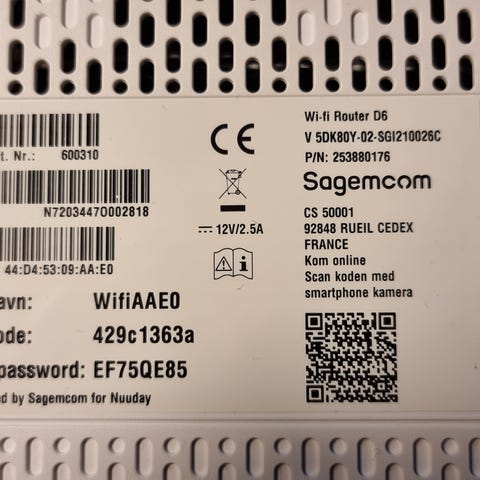 Wi-fi Router D6
V 5DK80Y-02-SGI210026C
P/N: 253880176
Sagemcom
CS 50001
92848 RUEIL CEDEX
FRANCE
Kom online
Scan koden med
smartphone kamera
CE
12V/2.5A
i
t. Nr.: 600310
N72034470002818
44:D4:53:09:AA:E0
avn: WifiAAE0
ode: 429c1363a
password: EF75QE85
ed by Sagemcom for Nuuday